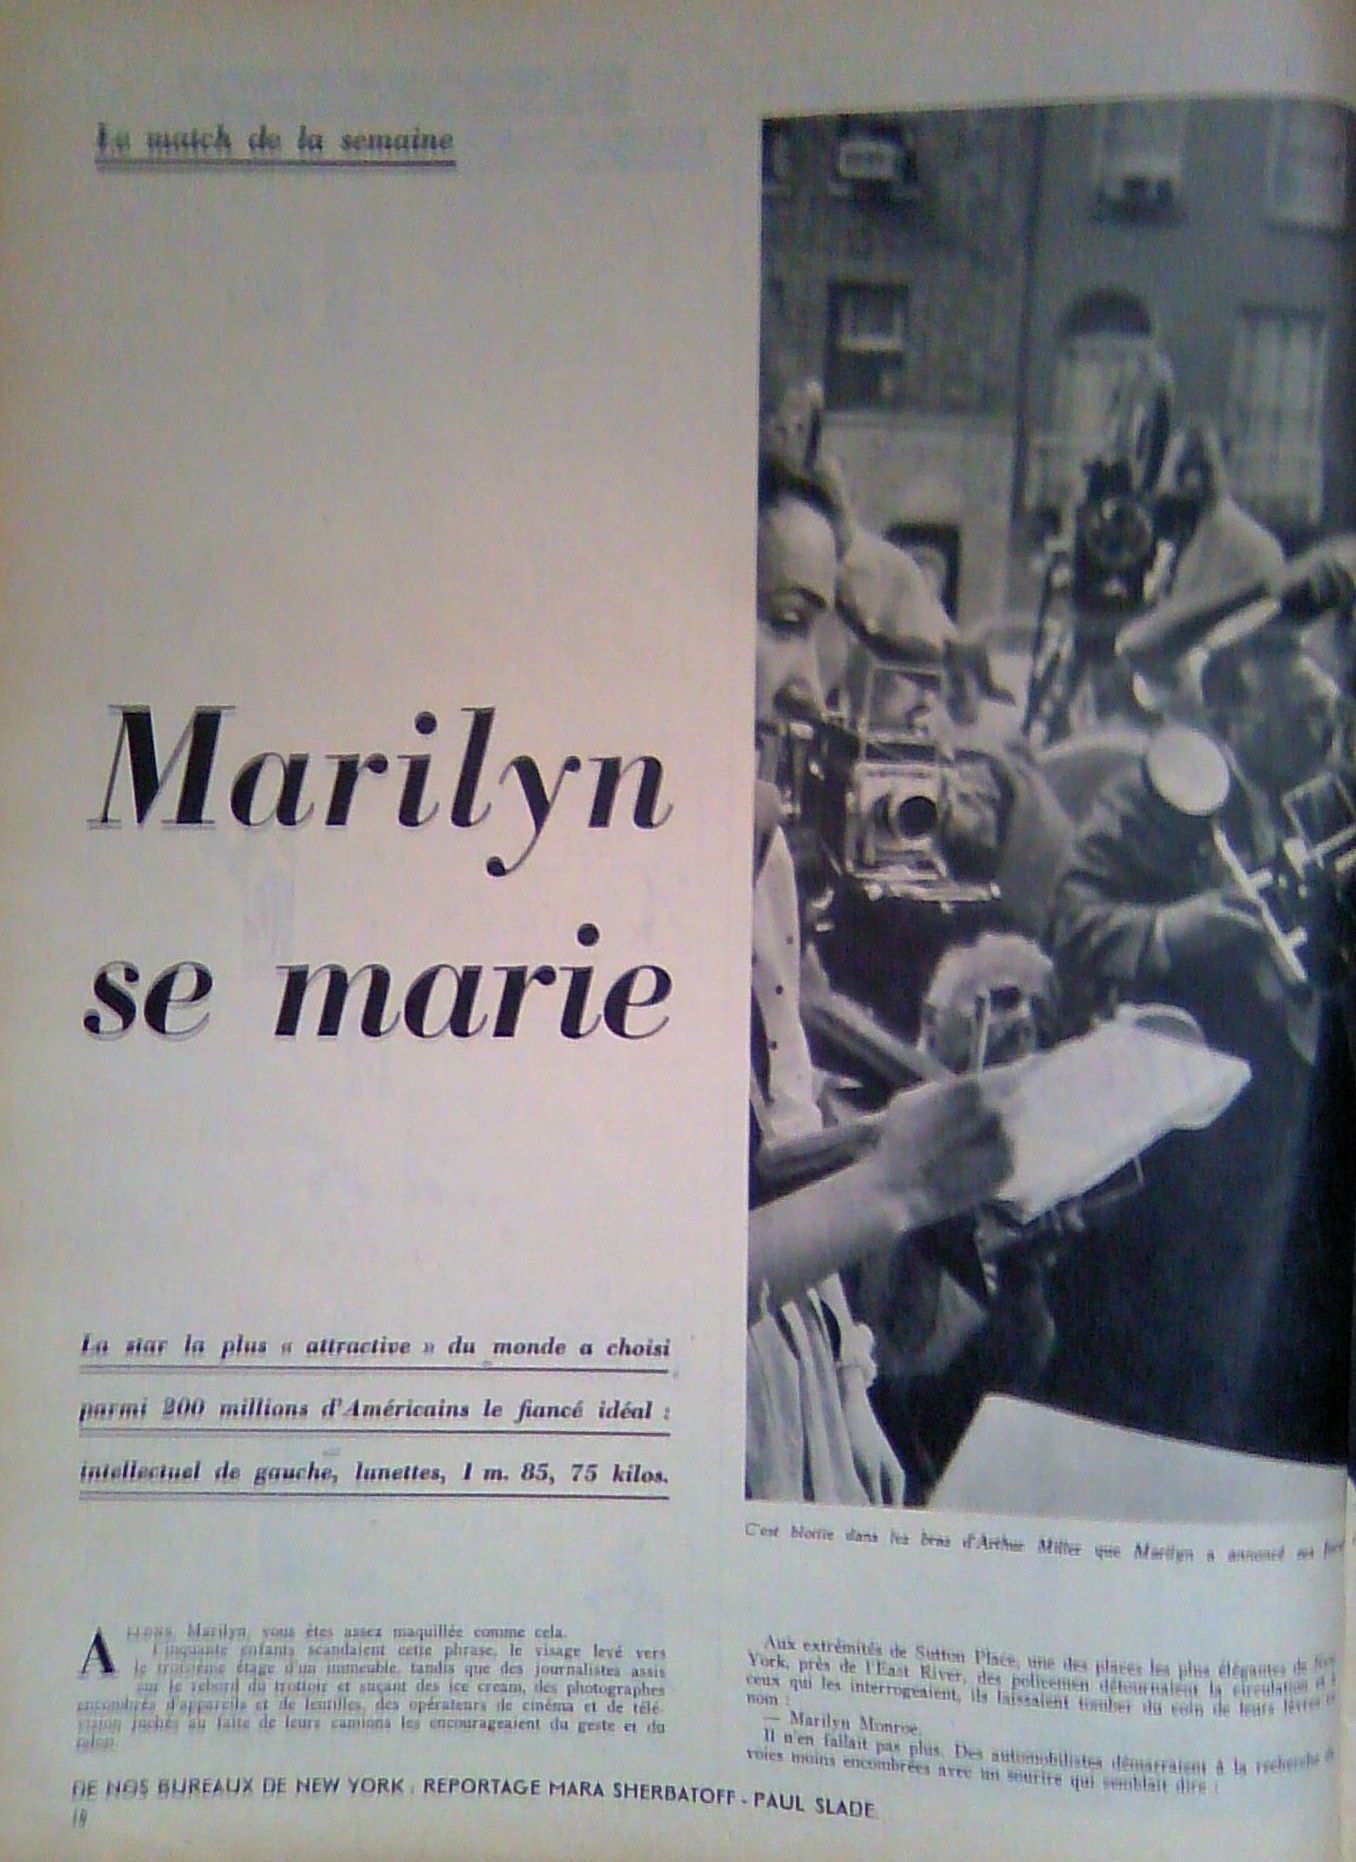 Le match de la semaine
Marilyn
se marie
La star la plus « attractive » du monde a choisi
parmi 200 millions d'Américains le fiancé idéal :
intellectuel de gauche, lunettes, 1 m. 85, 75 kilos.
C'est blottie dans les bras d'Arthur Miller que Marilyn a annoncé
ALLONS, Marilyn, vous êtes assez maquillée comme cela.
Cinquante enfants scandaient cette phrase, le visage levé vers
le troisième étage d'un immeuble, tandis que des journalistes assis
sur le rebord du trottoir et suçant des ice cream, des photographes
encombrés d'appareils et de lentilles, des opérateurs de cinéma et de télé-
vision juchés au faîte de leurs camions les encourageaient du geste et du
talon.
Aux extrémités de Sutton Place, une des places les plus élégantes de New
York, près de l'East River, des policemen détournaient la circulation et à
ceux qui les interrogeaient, ils laissaient tomber du coin de leurs lèvres
nom :
— Marilyn Monroe.
Il n'en fallait pas plus. Des automobilistes démarraient à la recherche de
voies moins encombrées avec un sourire qui semblait dire :
DE NOS BUREAUX DE NEW YORK : REPORTAGE MARA SHERBATOFF - PAUL SLADE